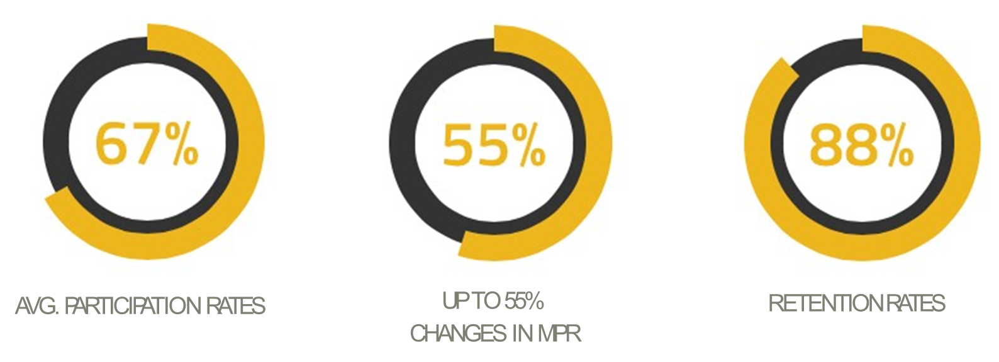 67%
55%
88%
AVG. PARTICIPATION RATES
UP TO 55%
CHANGES IN MPR
RETENTION RATES